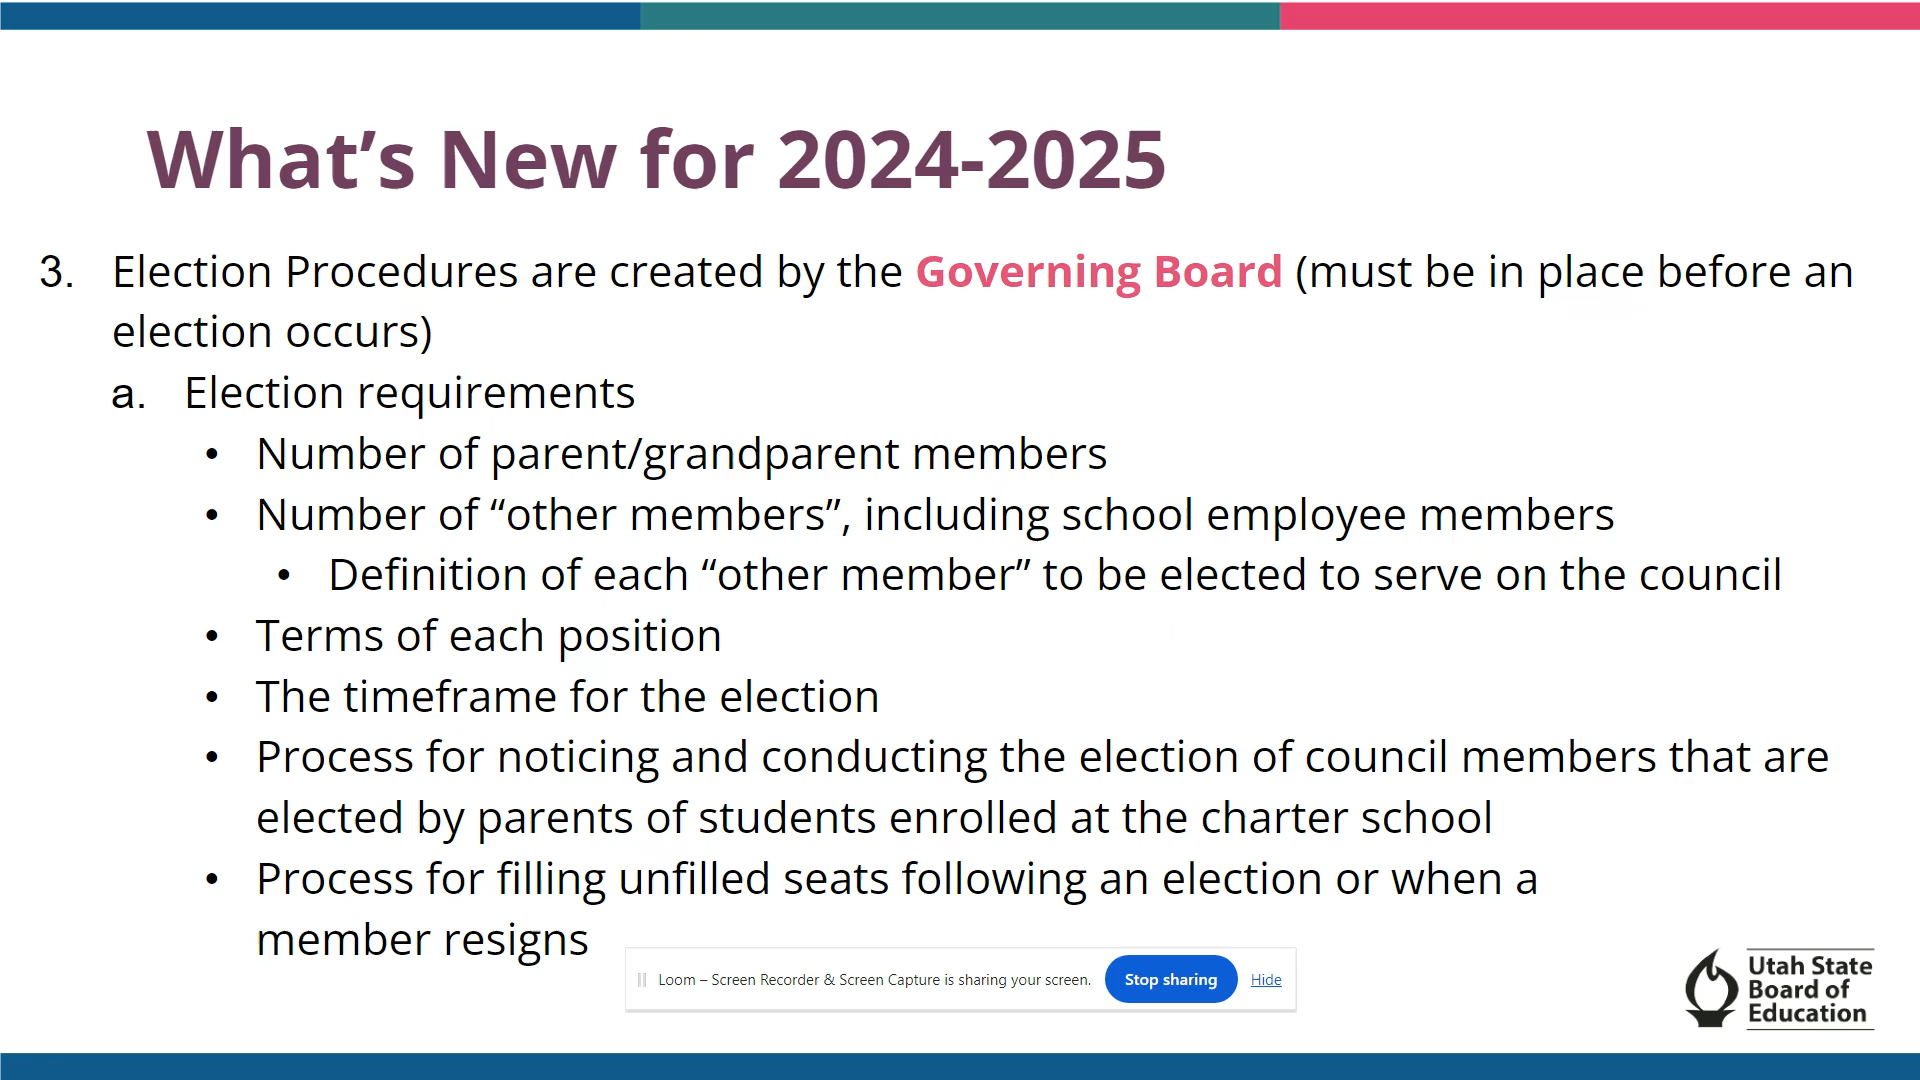 What’s New for 2024-2025
3. Election Procedures are created by the Governing Board (must be in place before an
election occurs)
a. Election requirements
• Number of parent/grandparent members
• Number of “other members”, including school employee members
• Definition of each “other member” to be elected to serve on the council
• Terms of each position
• The timeframe for the election
• Process for noticing and conducting the election of council members that are
elected by parents of students enrolled at the charter school
• Process for filling unfilled seats following an election or when a
member resigns
Loom – Screen Recorder & Screen Capture is sharing your screen. Stop sharing Hide
Utah State
Board of
Education